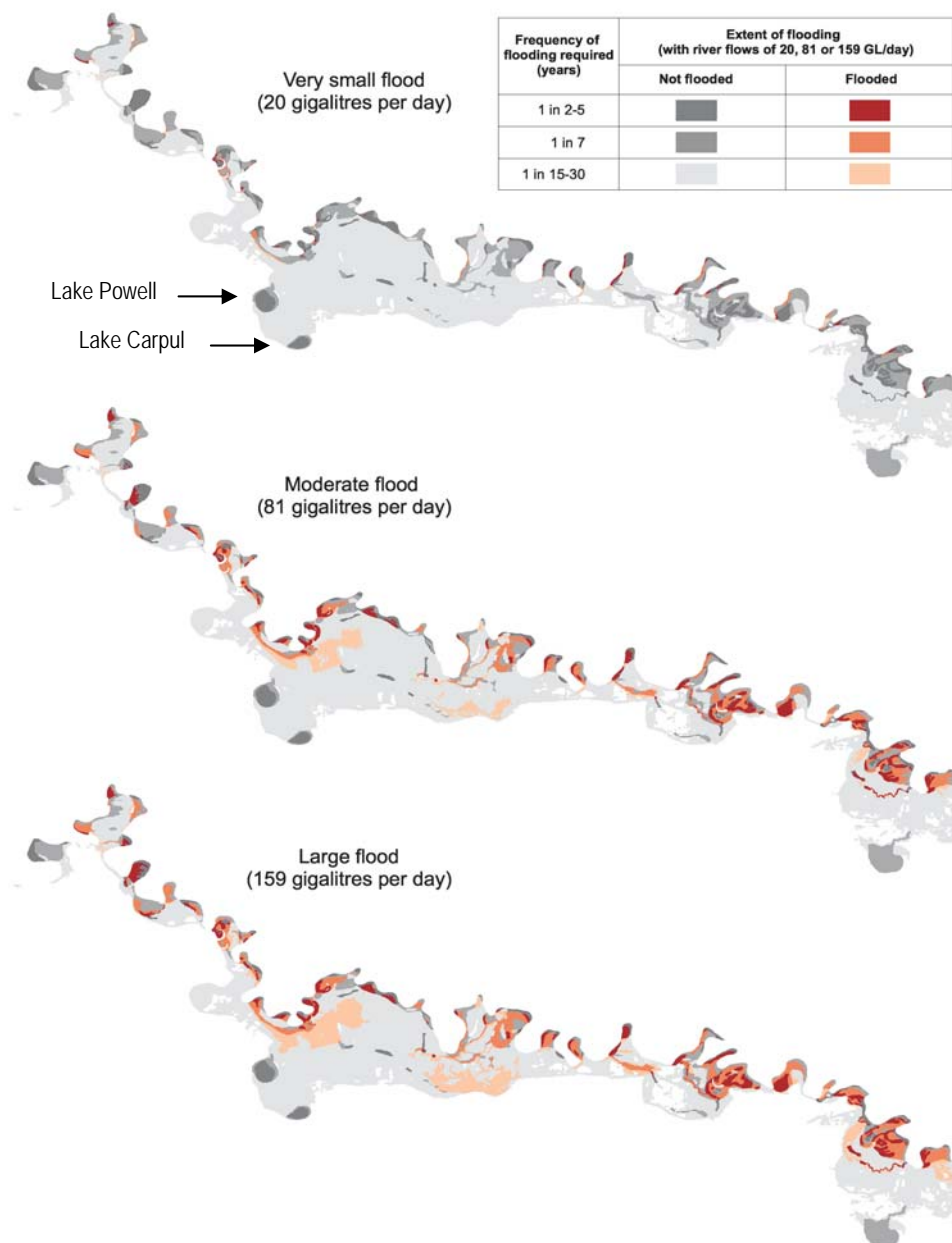 Very small flood
(20 gigalitres per day)
Frequency of
flooding required
(years)
Extent of flooding
(with river flows of 20, 81 or 159 GL/day)
Not flooded
Flooded
1 in 2-5
1 in 7
1 in 15-30
Lake Powell
Lake Carpul
Moderate flood
(81 gigalitres per day)
Large flood
(159 gigalitres per day)